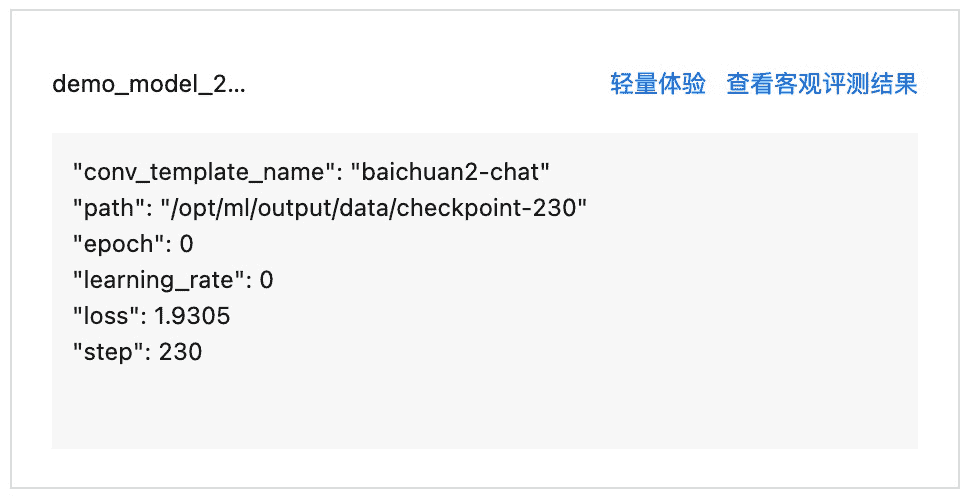 demo_model_2...
轻量体验 查看客观评测结果
"conv_template_name": "baichuan2-chat"
"path": "/opt/ml/output/data/checkpoint-230"
"epoch": 0
"learning_rate": 0
"loss": 1.9305
"step": 230